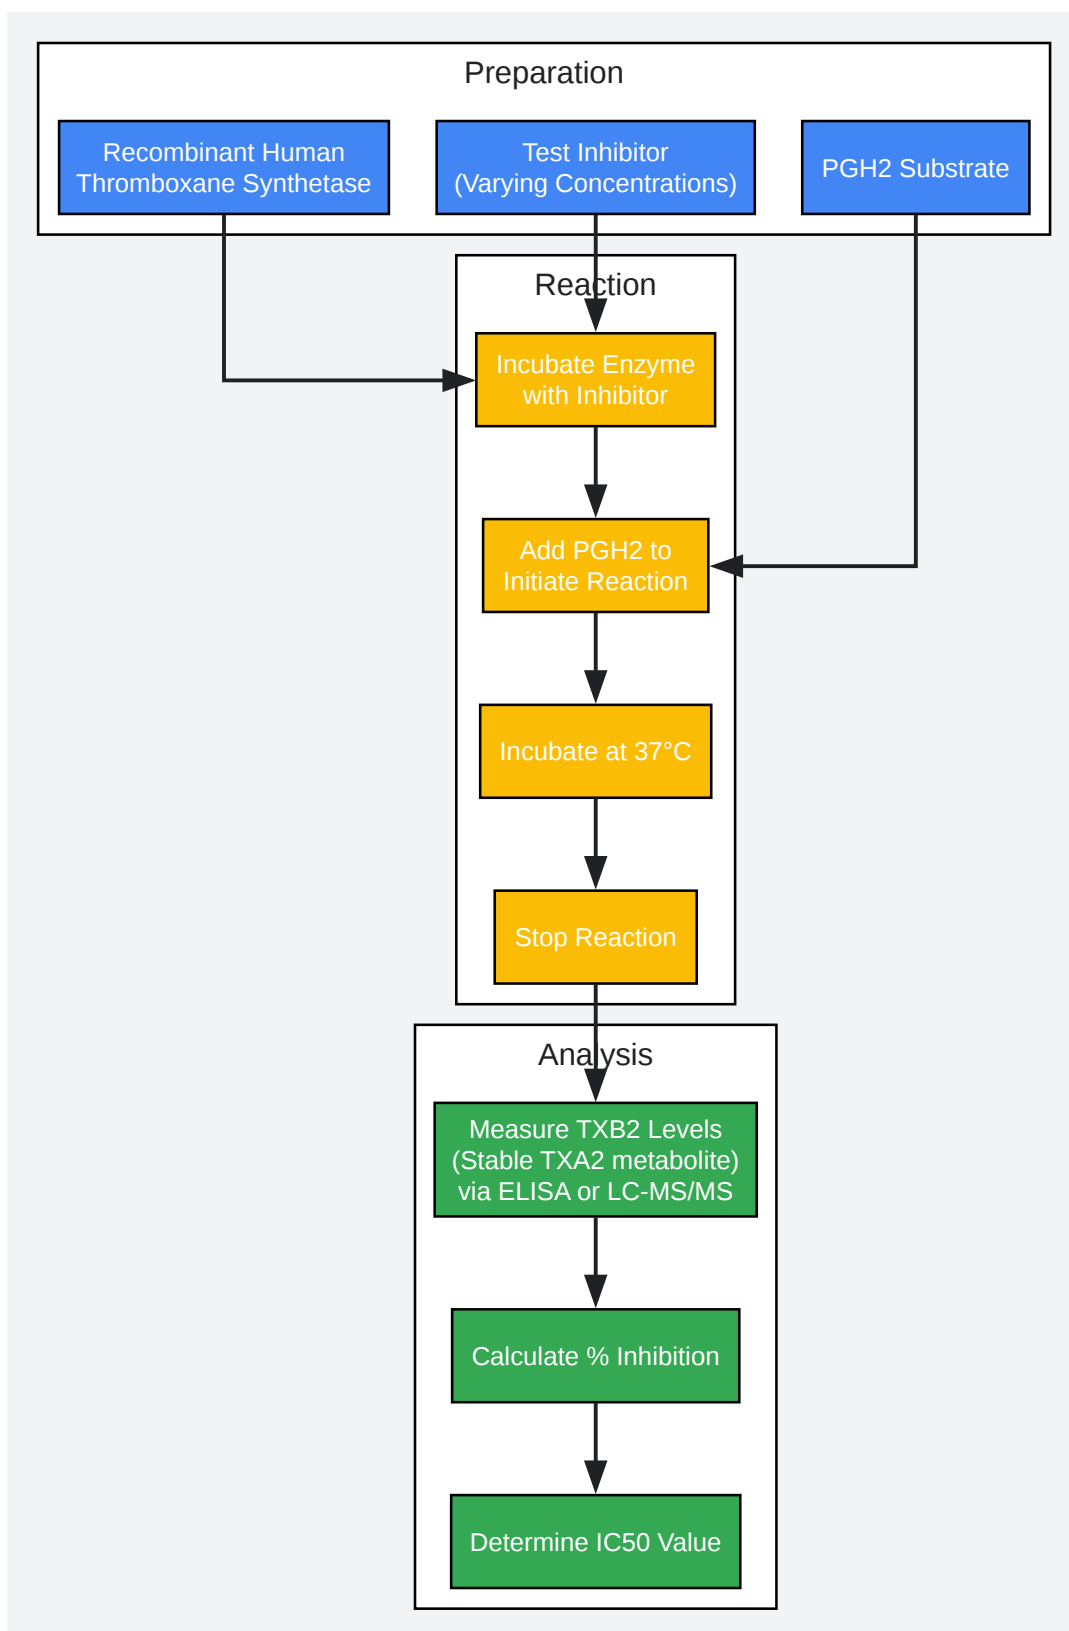 Preparation
Recombinant Human
Thromboxane Synthetase
Test Inhibitor
(Varying Concentrations)
PGH2 Substrate
Reaction
Incubate Enzyme
with Inhibitor
Add PGH2 to
Initiate Reaction
Incubate at 37°C
Stop Reaction
Analysis
Measure TXB2 Levels
(Stable TXA2 metabolite)
via ELISA or LC-MS/MS
Calculate % Inhibition
Determine IC50 Value